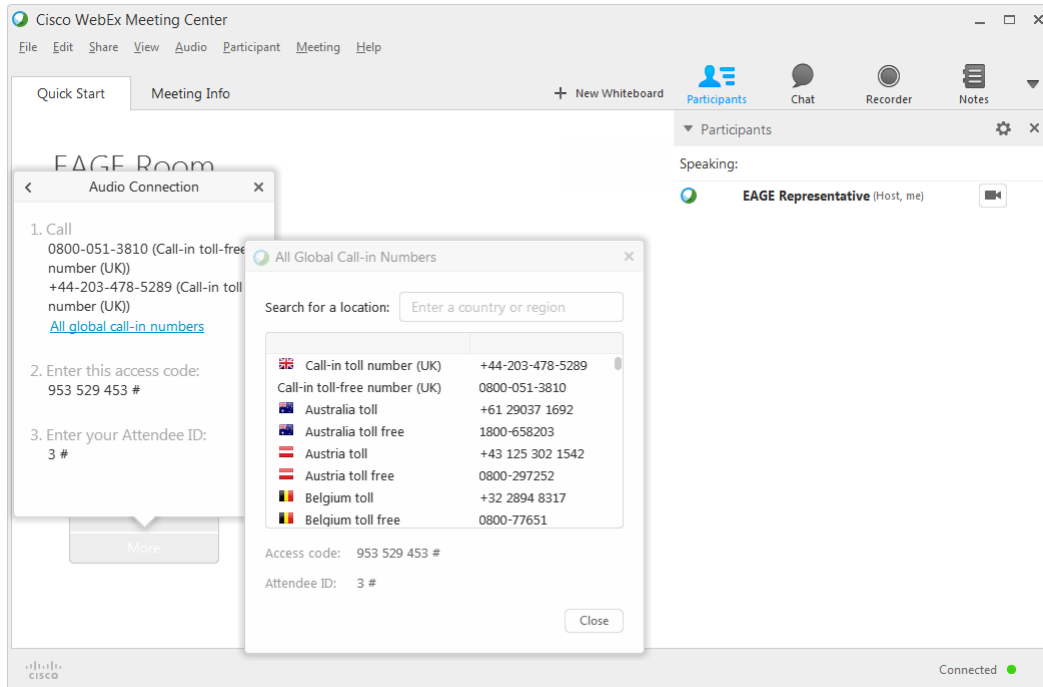 Cisco WebEx Meeting Center
File Edit Share View Audio Participant Meeting Help
Quick Start Meeting Info + New Whiteboard
Participants Chat Recorder Notes
Participants
Speaking:
EAGE Representative (Host, me)
EAGE Room
Audio Connection
1. Call
0800-051-3810 (Call-in toll-free
number (UK))
+44-203-478-5289 (Call-in toll
number (UK))
All global call-in numbers
2. Enter this access code:
953 529 453 #
3. Enter your Attendee ID:
3 #
More
All Global Call-in Numbers
Search for a location: Enter a country or region
Call-in toll number (UK) +44-203-478-5289
Call-in toll-free number (UK) 0800-051-3810
Australia toll +61 29037 1692
Australia toll free 1800-658203
Austria toll +43 125 302 1542
Austria toll free 0800-297252
Belgium toll +32 2894 8317
Belgium toll free 0800-77651
Access code: 953 529 453 #
Attendee ID: 3 #
Close
CISCO
Connected